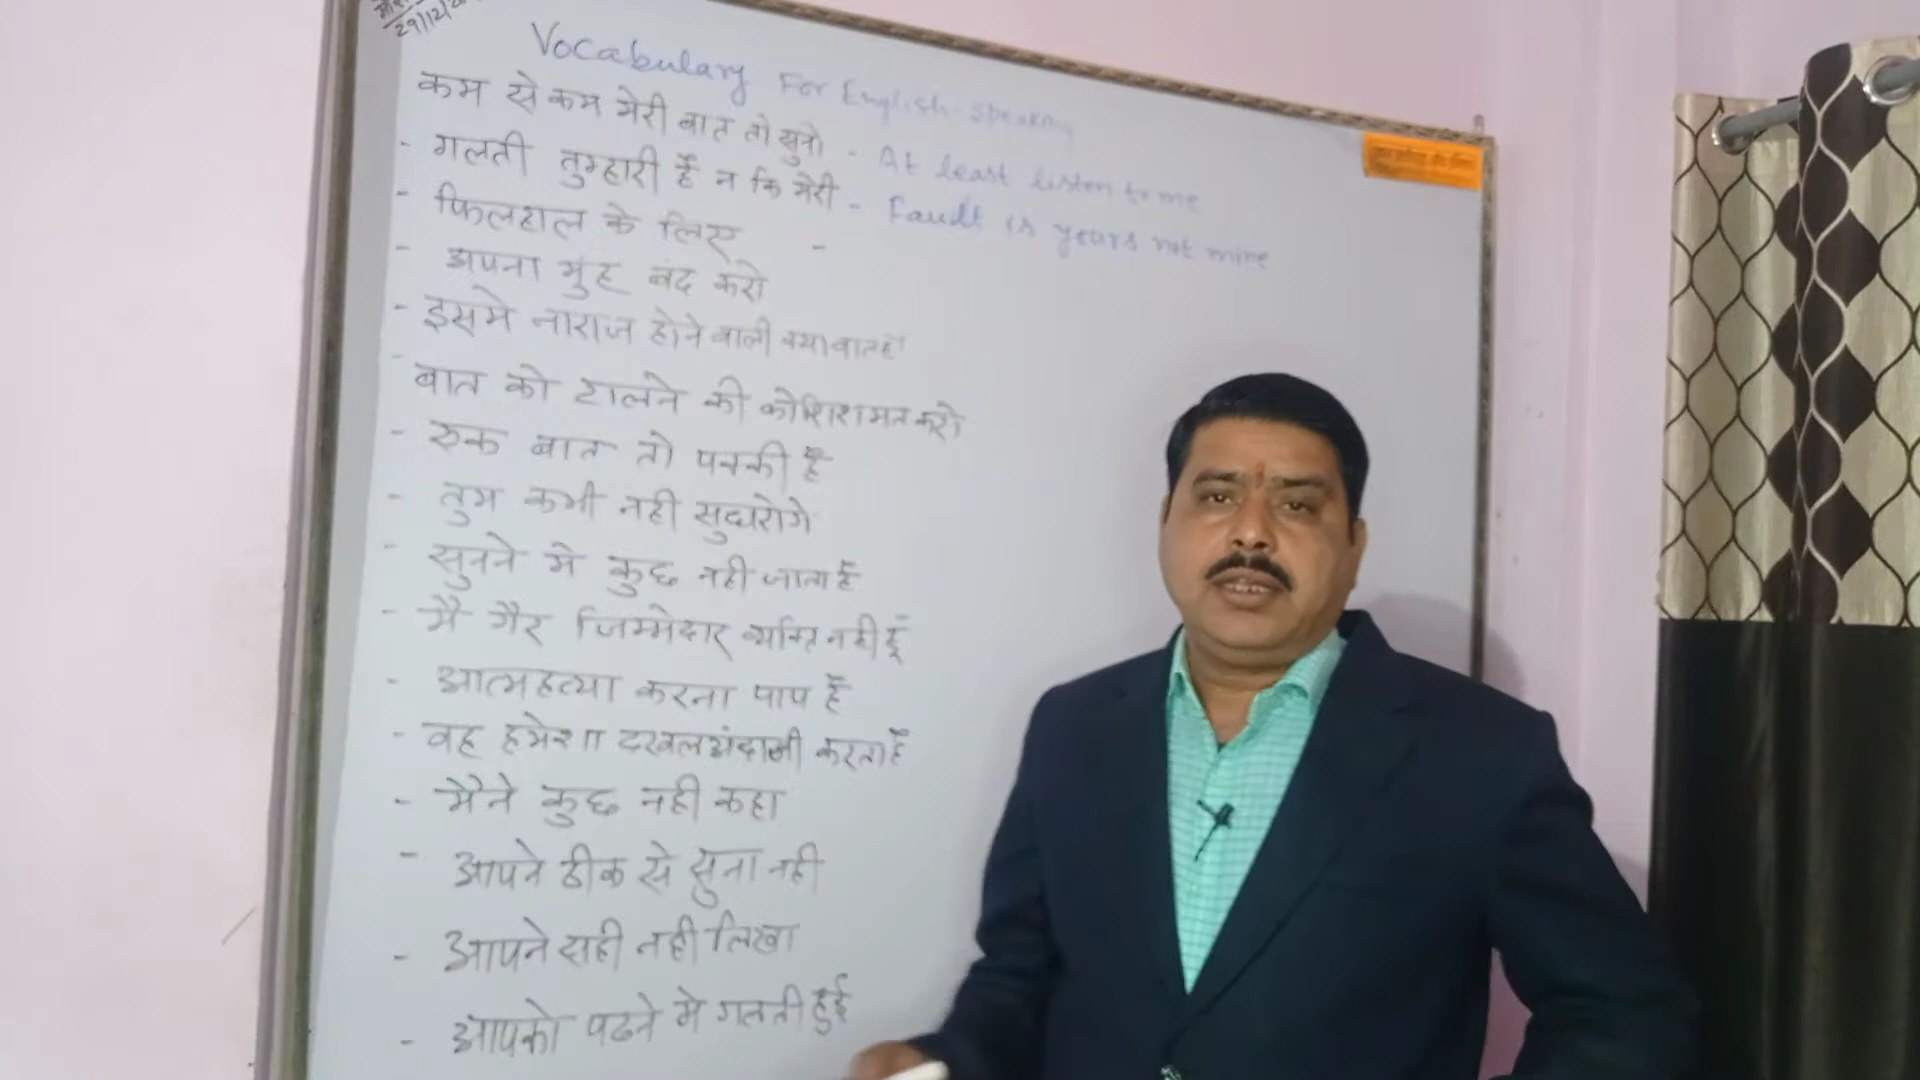 29/12/
Vocabulary For English-speaking
कम से कम मेरी बात तो सुनो - At least listen to me
- गलती तुम्हारी है न कि मेरी - Fault is yours not mine
- फिलहाल के लिए -
- अपना मुंह बंद करो
- इसमे नाराज होने वाली क्या बात है
- बात को टालने की कोशिश मत करो
- एक बात तो पक्की है
- तुम कभी नही सुधरोगे
- सुनने मे कुछ नही जाता है
- मै गैर जिम्मेदार व्यक्ति नही हूँ
- आत्महत्या करना पाप है
- वह हमेशा दखलअंदाजी करता है
- मैने कुछ नही कहा
- आपने ठीक से सुना नही
- आपने सही नही लिखा
- आपको पढने मे गलती हुई